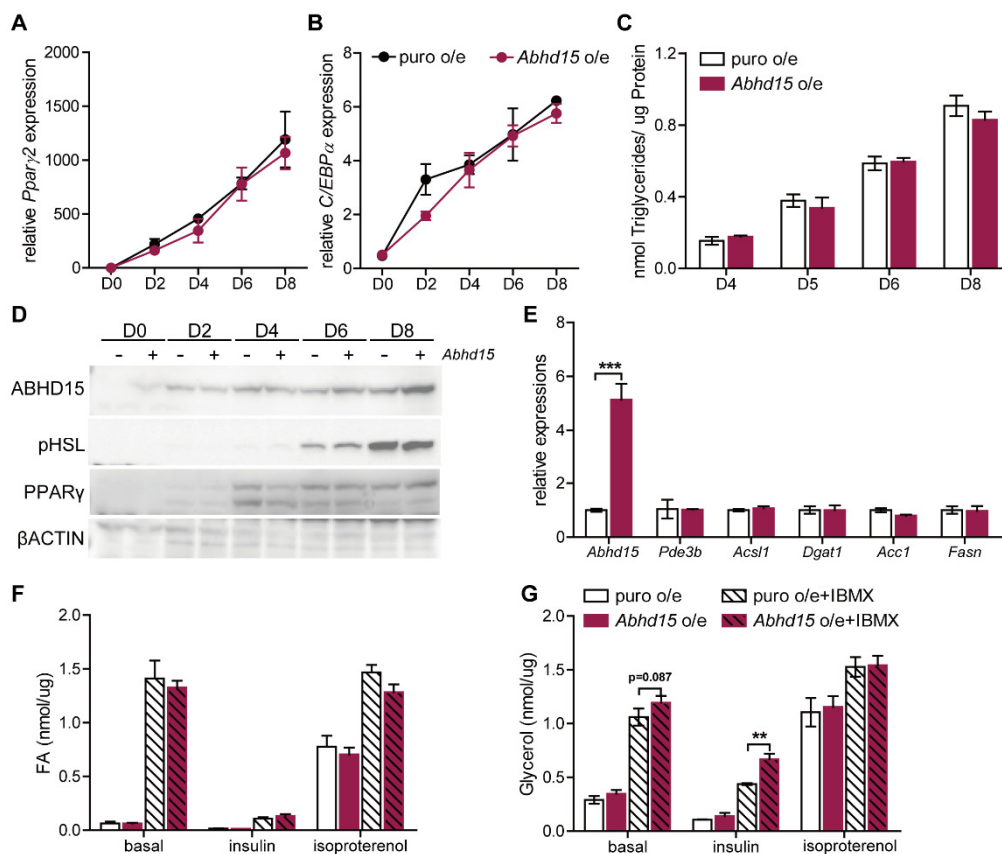 A
relative Pparγ2 expression
2000
1500
1000
500
0
D0 D2 D4 D6 D8
B
puro o/e Abhd15 o/e
relative C/EBPα expression
8
6
4
2
0
D0 D2 D4 D6 D8
C
puro o/e
Abhd15 o/e
nmol Triglycerides/ ug Protein
1.2
0.8
0.4
0.0
D4 D5 D6 D8
D
D0 D2 D4 D6 D8
- + - + - + - + - + Abhd15
ABHD15
pHSL
PPARγ
βACTIN
E
relative expressions
8
6
4
2
0
***
Abhd15 Pde3b Acsl1 Dgat1 Acc1 Fasn
F
FA (nmol/ug)
2.0
1.5
1.0
0.5
0.0
basal insulin isoproterenol
G
puro o/e puro o/e+IBMX
Abhd15 o/e Abhd15 o/e+IBMX
Glycerol (nmol/ug)
2.0
1.5
1.0
0.5
0.0
p=0.087
**
basal insulin isoproterenol